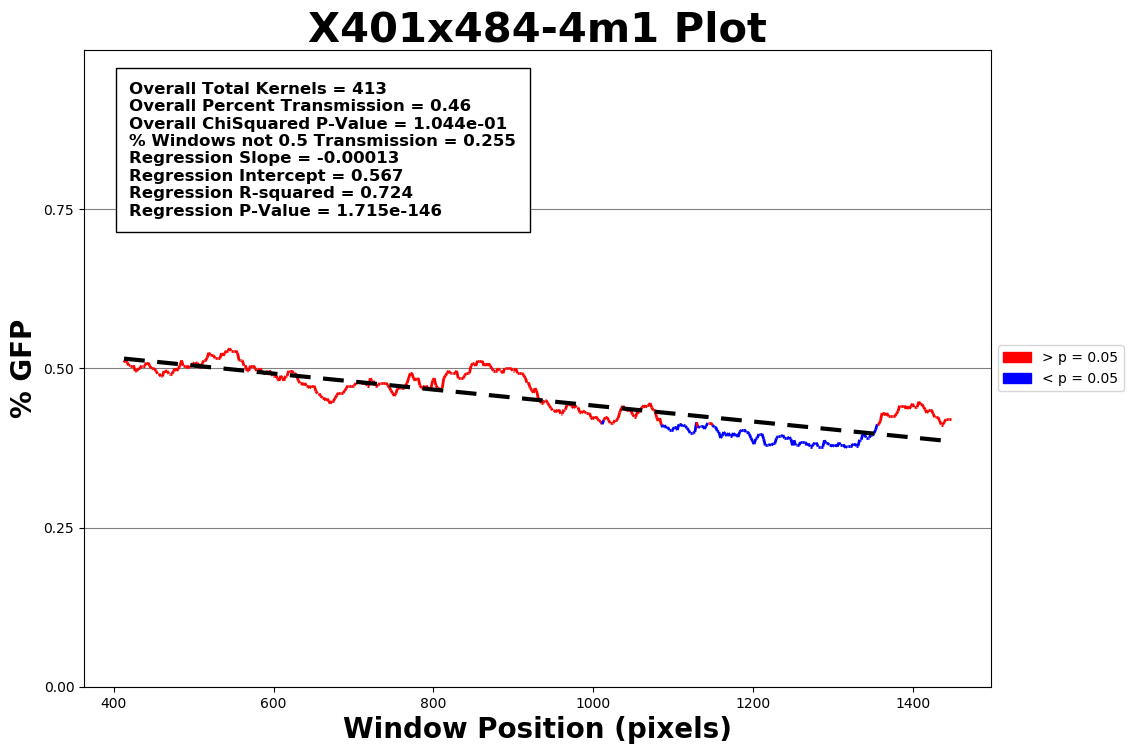 X401x484-4m1 Plot
Overall Total Kernels = 413
Overall Percent Transmission = 0.46
Overall ChiSquared P-Value = 1.044e-01
% Windows not 0.5 Transmission = 0.255
Regression Slope = -0.00013
Regression Intercept = 0.567
Regression R-squared = 0.724
Regression P-Value = 1.715e-146
% GFP
0.75
0.50
0.25
0.00
> p = 0.05
< p = 0.05
400 600 800 1000 1200 1400
Window Position (pixels)